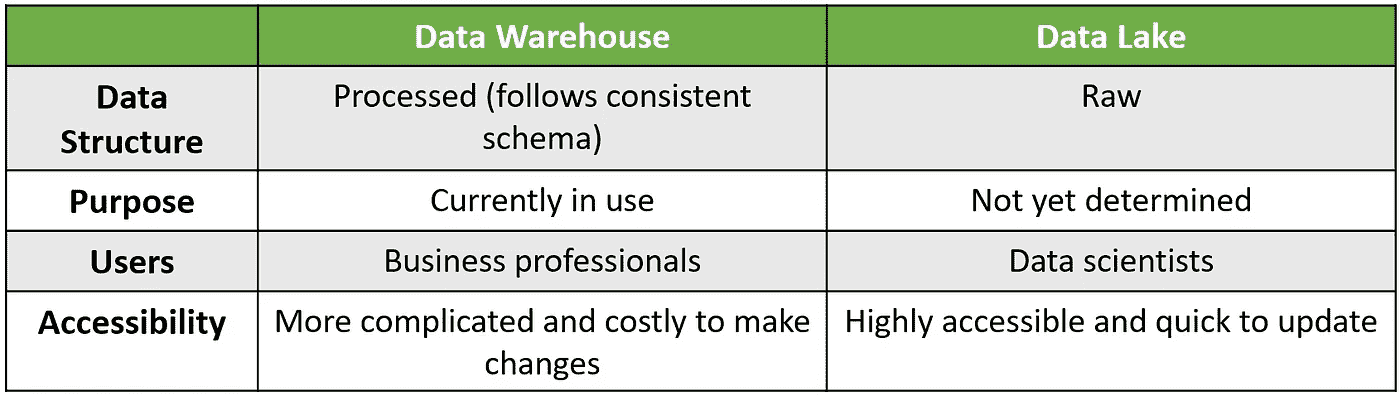 Data Warehouse Data Lake
Data Structure Processed (follows consistent schema) Raw
Purpose Currently in use Not yet determined
Users Business professionals Data scientists
Accessibility More complicated and costly to make changes Highly accessible and quick to update